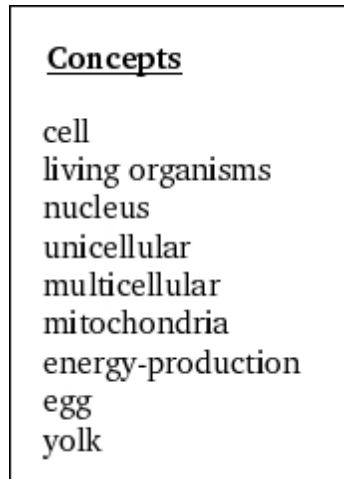 Concepts
cell
living organisms
nucleus
unicellular
multicellular
mitochondria
energy-production
egg
yolk